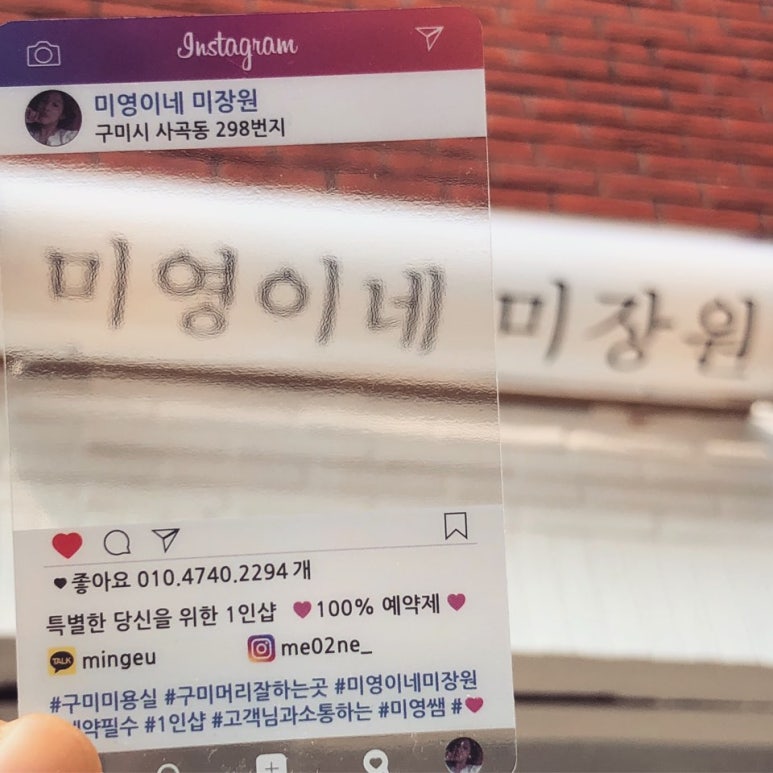 Instagram
미영이네 미장원
구미시 사곡동 298번지
미영이네 미장원
좋아요 010.4740.2294 개
특별한 당신을 위한 1인샵 ♥100% 예약제♥
TALK mingeu me02ne_
#구미미용실 #구미머리잘하는곳 #미영이네미장원
#1인샵 #고객님과소통하는 #미영쌤 #♥